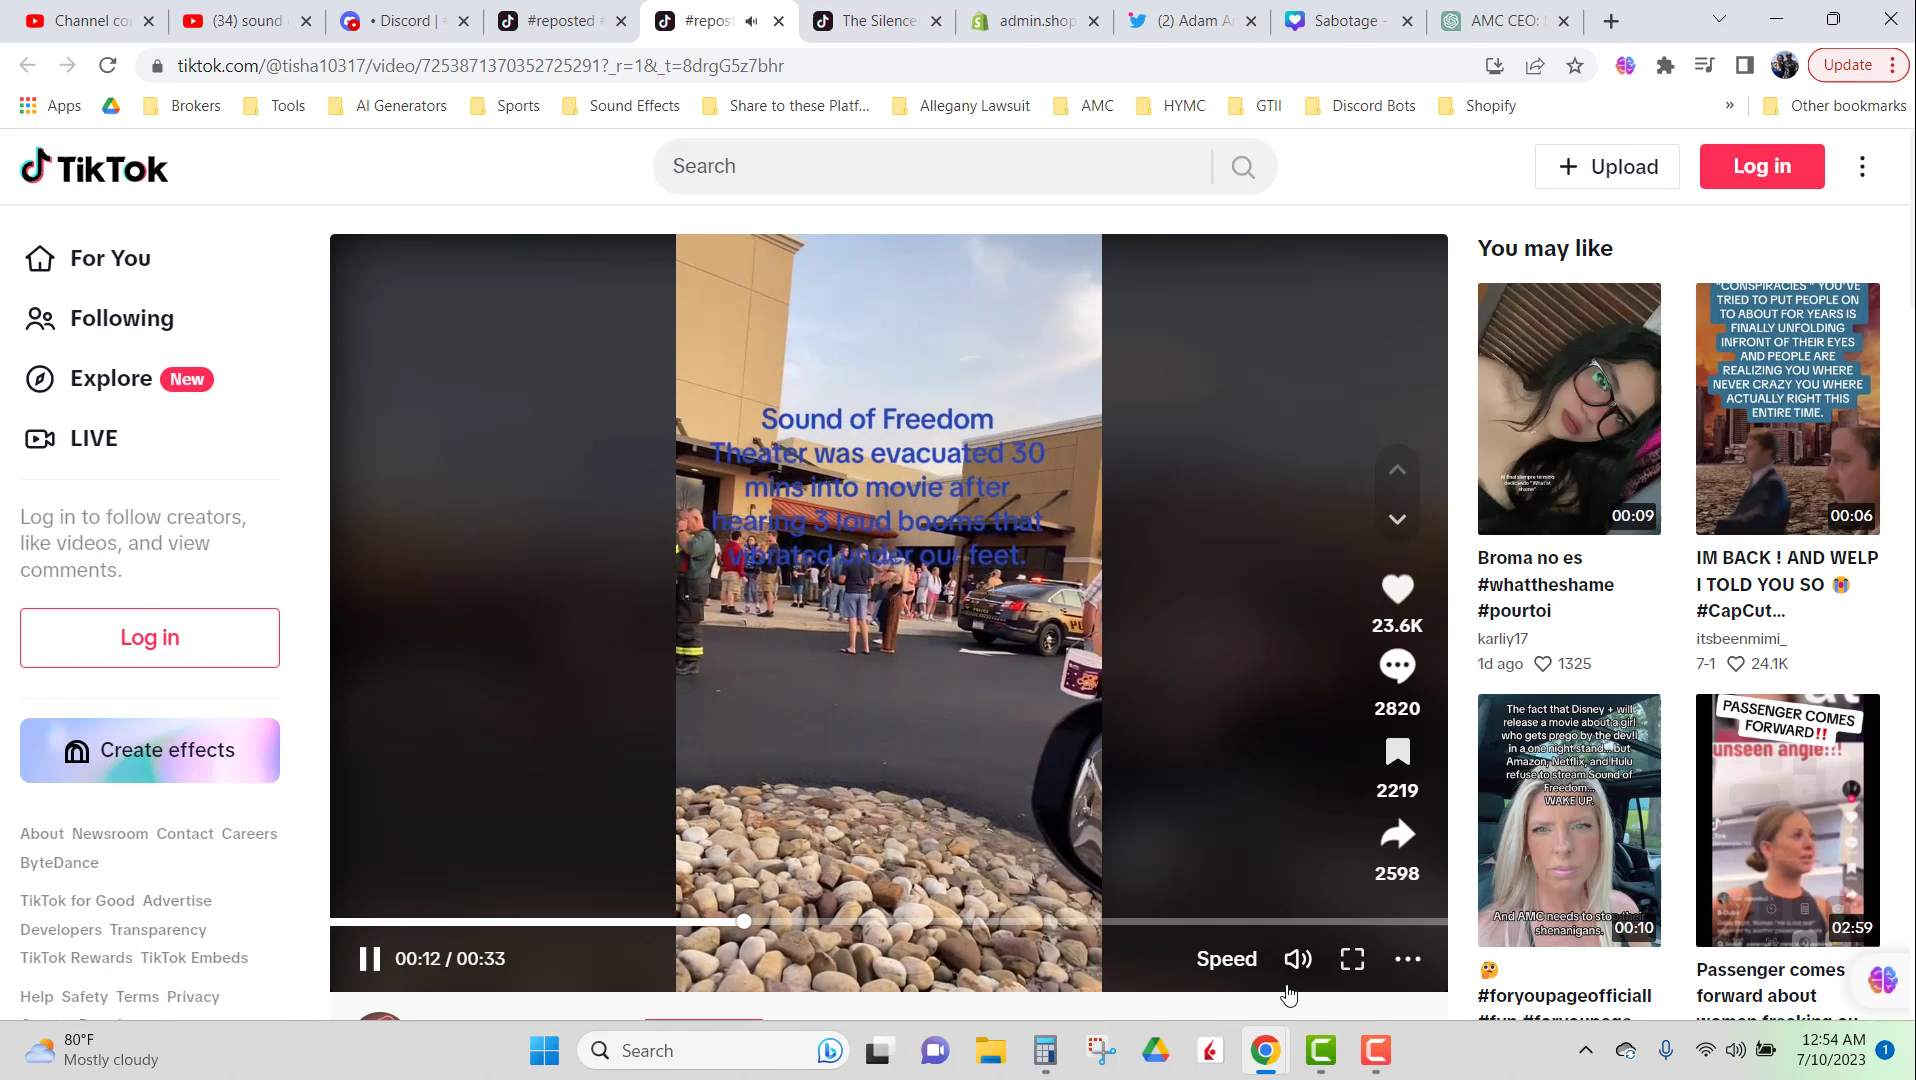 Channel co
(34) sound
• Discord |
#reposted
#repos
The Silence
admin.shop
(2) Adam A
Sabotage -
AMC CEO:
tiktok.com/@tisha10317/video/7253871370352725291?_r=1&_t=8drgG5z7bhr
Update
Apps
Brokers
Tools
AI Generators
Sports
Sound Effects
Share to these Platf...
Allegany Lawsuit
AMC
HYMC
GTII
Discord Bots
Shopify
»
Other bookmarks
TikTok
Search
+ Upload
Log in
For You
Following
Explore New
LIVE
Log in to follow creators,
like videos, and view
comments.
Log in
Create effects
About Newsroom Contact Careers
ByteDance
TikTok for Good Advertise
Developers Transparency
TikTok Rewards TikTok Embeds
Help Safety Terms Privacy
Sound of Freedom
Theater was evacuated 30
mins into movie after
hearing 3 loud booms that
vibrated under our feet.
23.6K
2820
2219
2598
00:12 / 00:33
Speed
You may like
00:09
Broma no es
#whattheshame
#pourtoi
karliy17
1d ago 1325
"CONSPIRACIES" YOU'VE
TRIED TO PUT PEOPLE ON
TO ABOUT FOR YEARS IS
FINALLY UNFOLDING
INFRONT OF THEIR EYES
AND PEOPLE ARE
REALIZING YOU WHERE
NEVER CRAZY YOU WHERE
ACTUALLY RIGHT THIS
ENTIRE TIME.
00:06
IM BACK ! AND WELP
I TOLD YOU SO 😭
#CapCut...
itsbeenmimi_
7-1 24.1K
The fact that Disney + will
release a movie about a girl
who gets prego by the devil
in a one night stand...but
Amazon, Netflix, and Hulu
refuse to stream Sound of
Freedom...
WAKE UP.
And AMC needs to stop their
shenanigans.
00:10
🤔
#foryoupageofficiall
PASSENGER COMES
FORWARD‼️
unseen angle!!!
02:59
Passenger comes
forward about
80°F
Mostly cloudy
Search
12:54 AM
7/10/2023
1